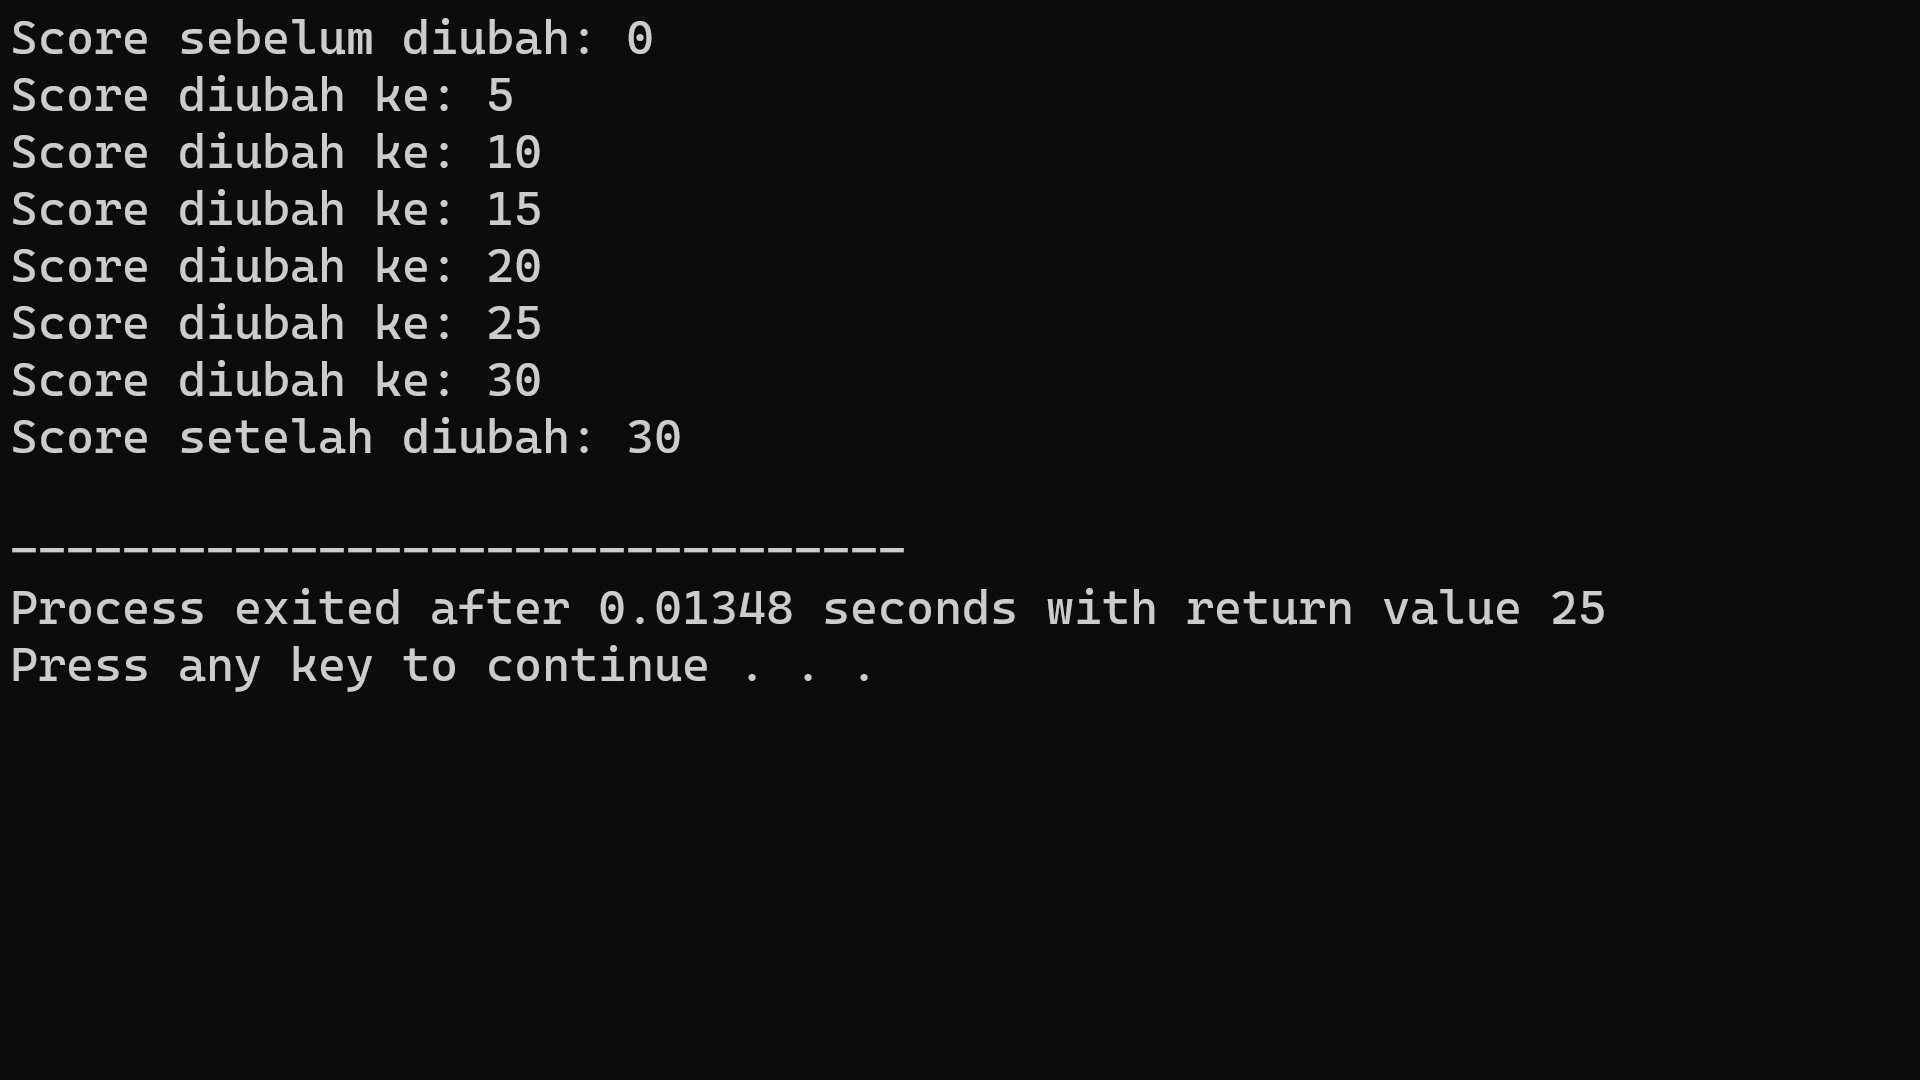 Score sebelum diubah: 0
Score diubah ke: 5
Score diubah ke: 10
Score diubah ke: 15
Score diubah ke: 20
Score diubah ke: 25
Score diubah ke: 30
Score setelah diubah: 30
--------------------------------
Process exited after 0.01348 seconds with return value 25
Press any key to continue . . .